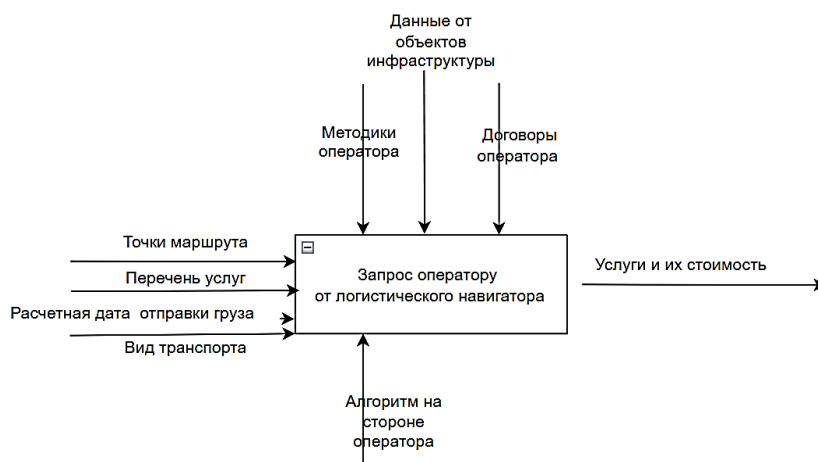 Данные от
объектов
инфраструктуры
Методики
оператора
Договоры
оператора
Точки маршрута
Перечень услуг
Расчетная дата отправки груза
Вид транспорта
Запрос оператору
от логистического навигатора
Услуги и их стоимость
Алгоритм на
стороне
оператора